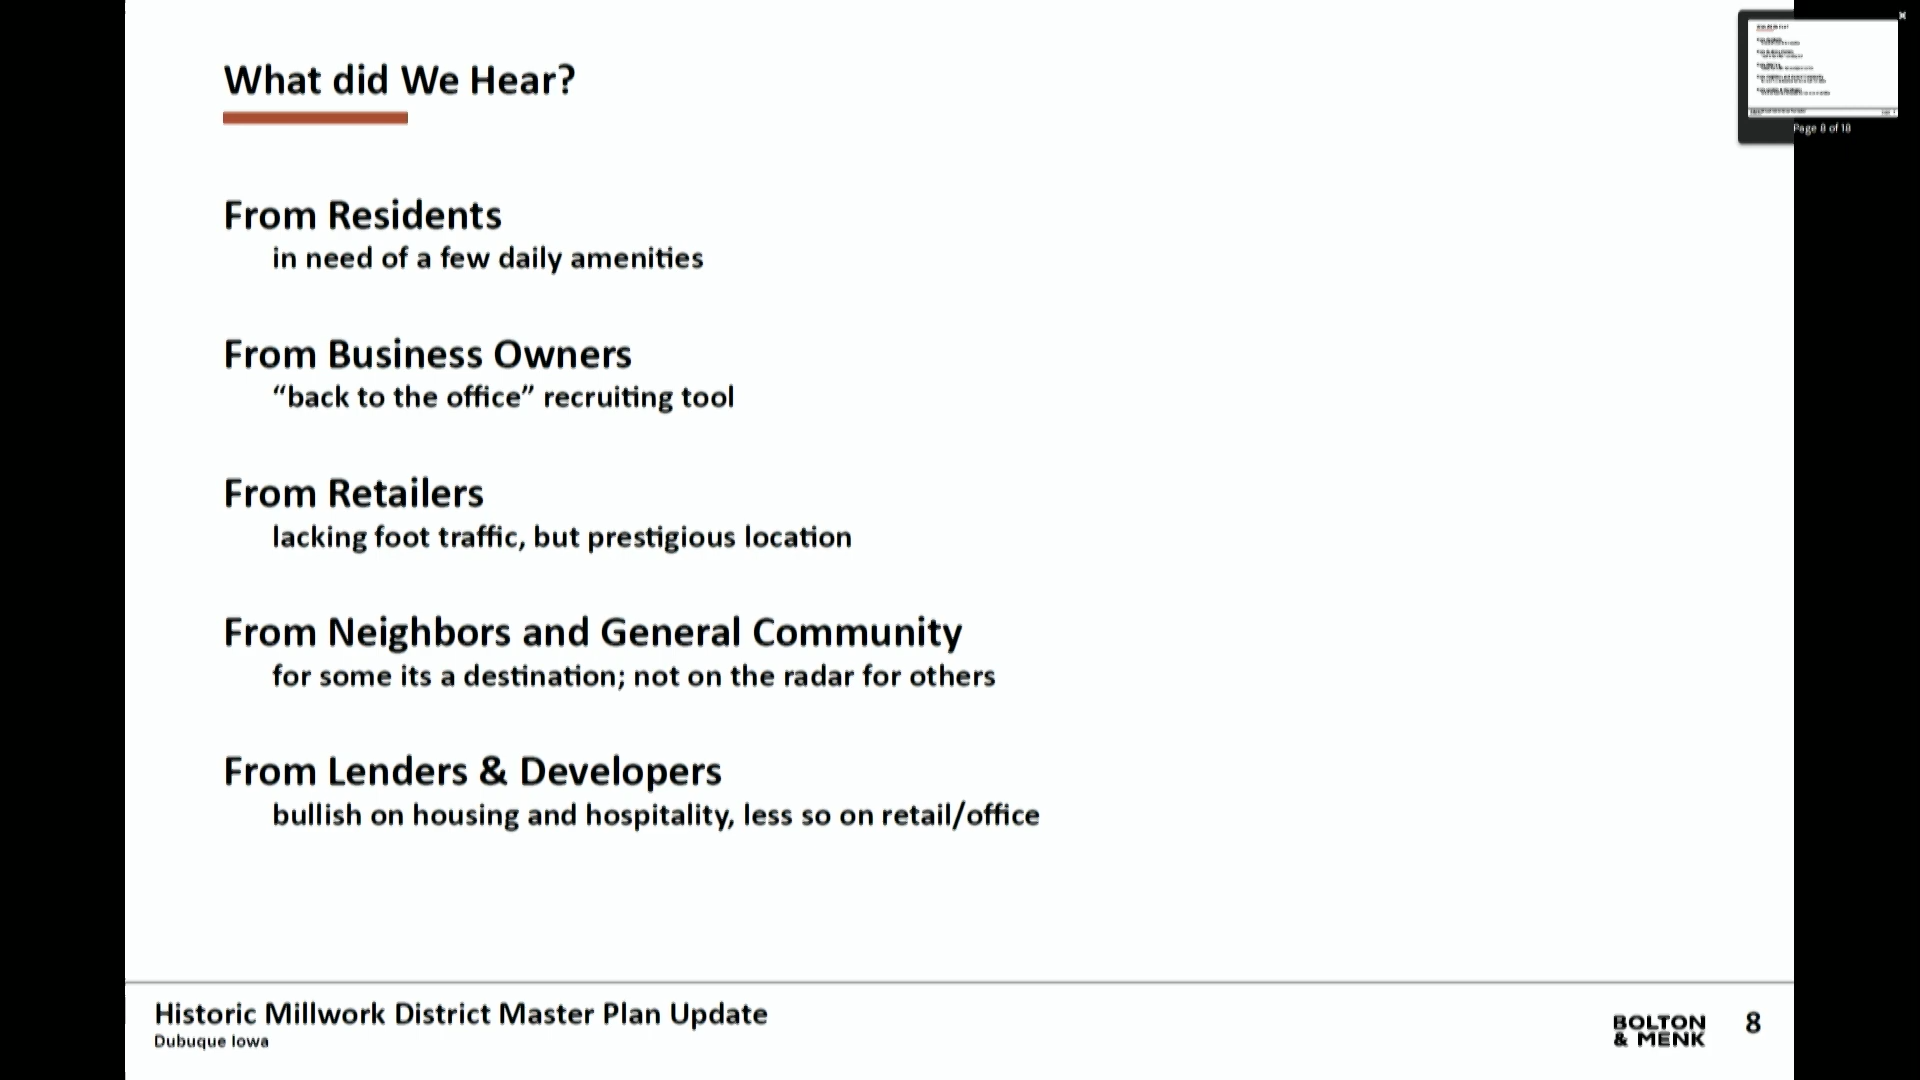 What did We Hear?
From Residents
in need of a few daily amenities
From Business Owners
“back to the office” recruiting tool
From Retailers
lacking foot traffic, but prestigious location
From Neighbors and General Community
for some its a destination; not on the radar for others
From Lenders & Developers
bullish on housing and hospitality, less so on retail/office
Historic Millwork District Master Plan Update
Dubuque Iowa
BOLTON
& MENK
8
Page 8 of 18